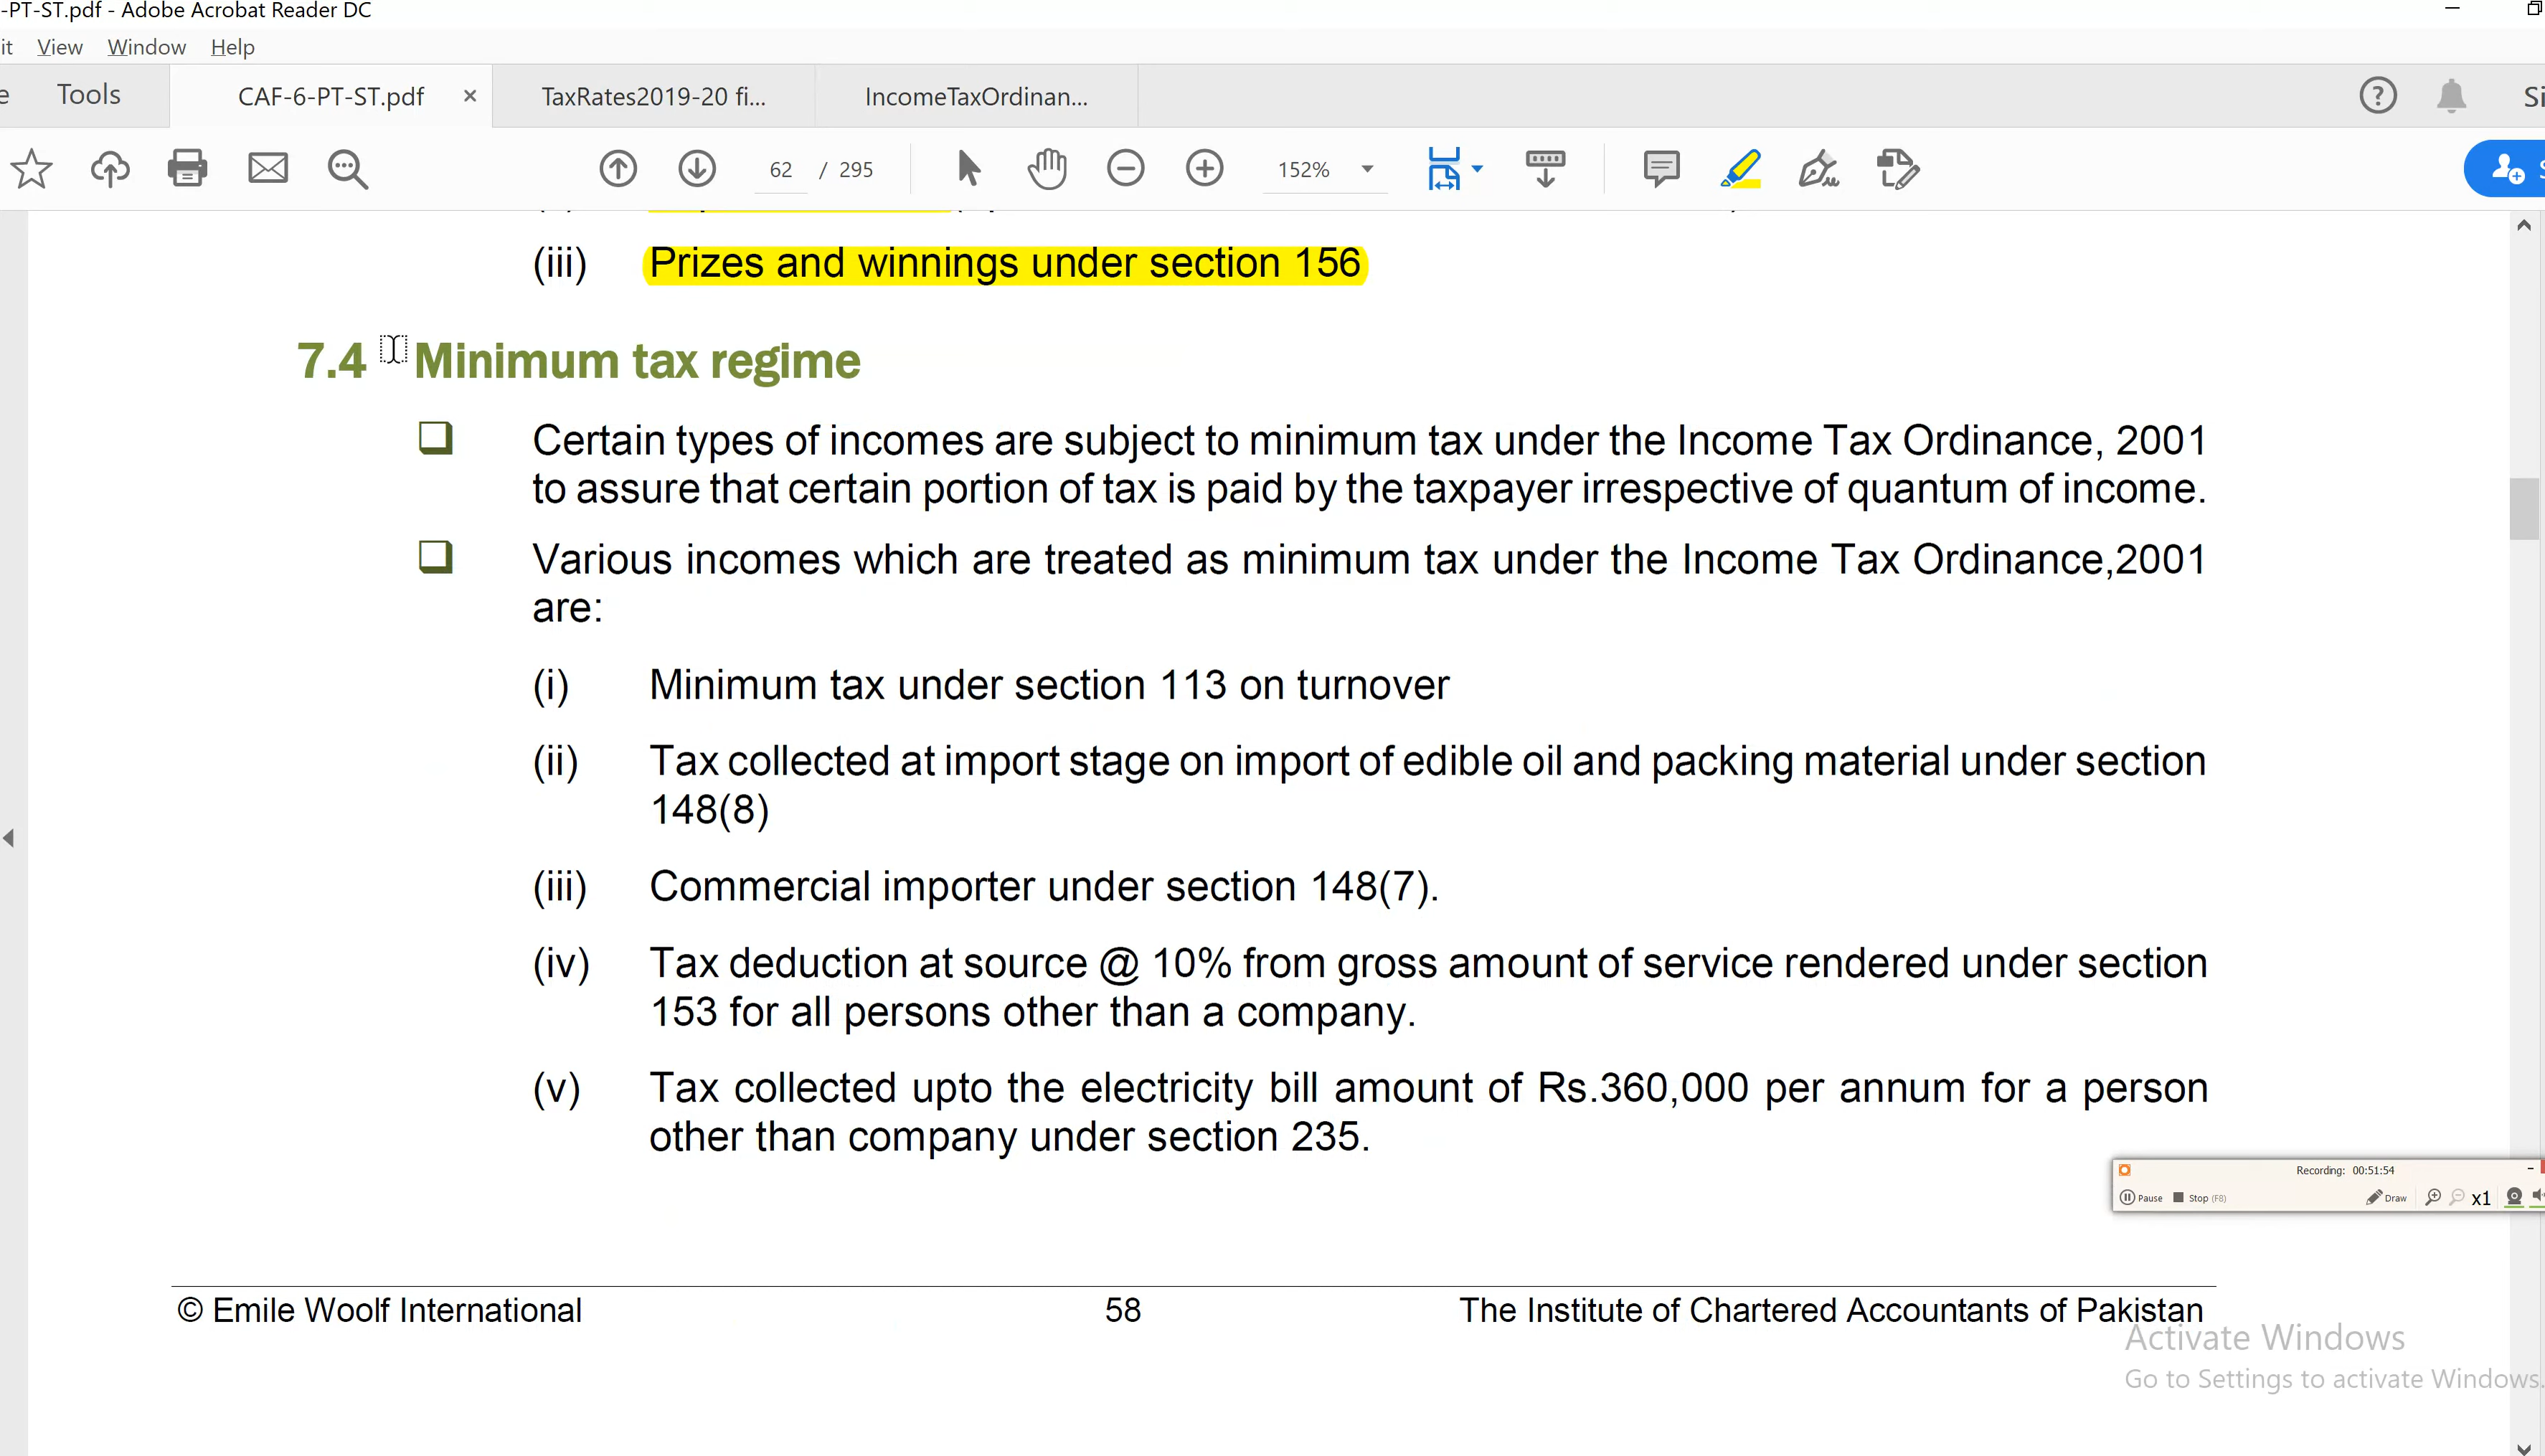 -PT-ST.pdf - Adobe Acrobat Reader DC
it View Window Help
e Tools CAF-6-PT-ST.pdf × TaxRates2019-20 fi... IncomeTaxOrdinan... ? Si
62 / 295 152%
(iii) Prizes and winnings under section 156
7.4 Minimum tax regime
❑ Certain types of incomes are subject to minimum tax under the Income Tax Ordinance, 2001
to assure that certain portion of tax is paid by the taxpayer irrespective of quantum of income.
❑ Various incomes which are treated as minimum tax under the Income Tax Ordinance,2001
are:
(i) Minimum tax under section 113 on turnover
(ii) Tax collected at import stage on import of edible oil and packing material under section
148(8)
(iii) Commercial importer under section 148(7).
(iv) Tax deduction at source @ 10% from gross amount of service rendered under section
153 for all persons other than a company.
(v) Tax collected upto the electricity bill amount of Rs.360,000 per annum for a person
other than company under section 235.
Recording: 00:51:54
Pause Stop (F8) Draw x1
© Emile Woolf International 58 The Institute of Chartered Accountants of Pakistan
Activate Windows
Go to Settings to activate Windows.